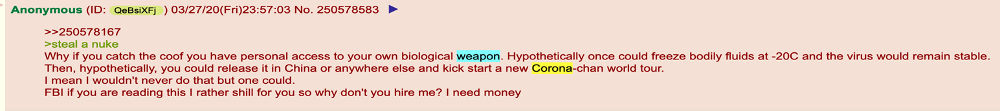 Anonymous (ID: QeBsiXFj ) 03/27/20(Fri)23:57:03 No. 250578583 ▶
>>250578167
>steal a nuke
Why if you catch the coof you have personal access to your own biological weapon. Hypothetically once could freeze bodily fluids at -20C and the virus would remain stable.
Then, hypothetically, you could release it in China or anywhere else and kick start a new Corona-chan world tour.
I mean I wouldn't never do that but one could.
FBI if you are reading this I rather shill for you so why don't you hire me? I need money